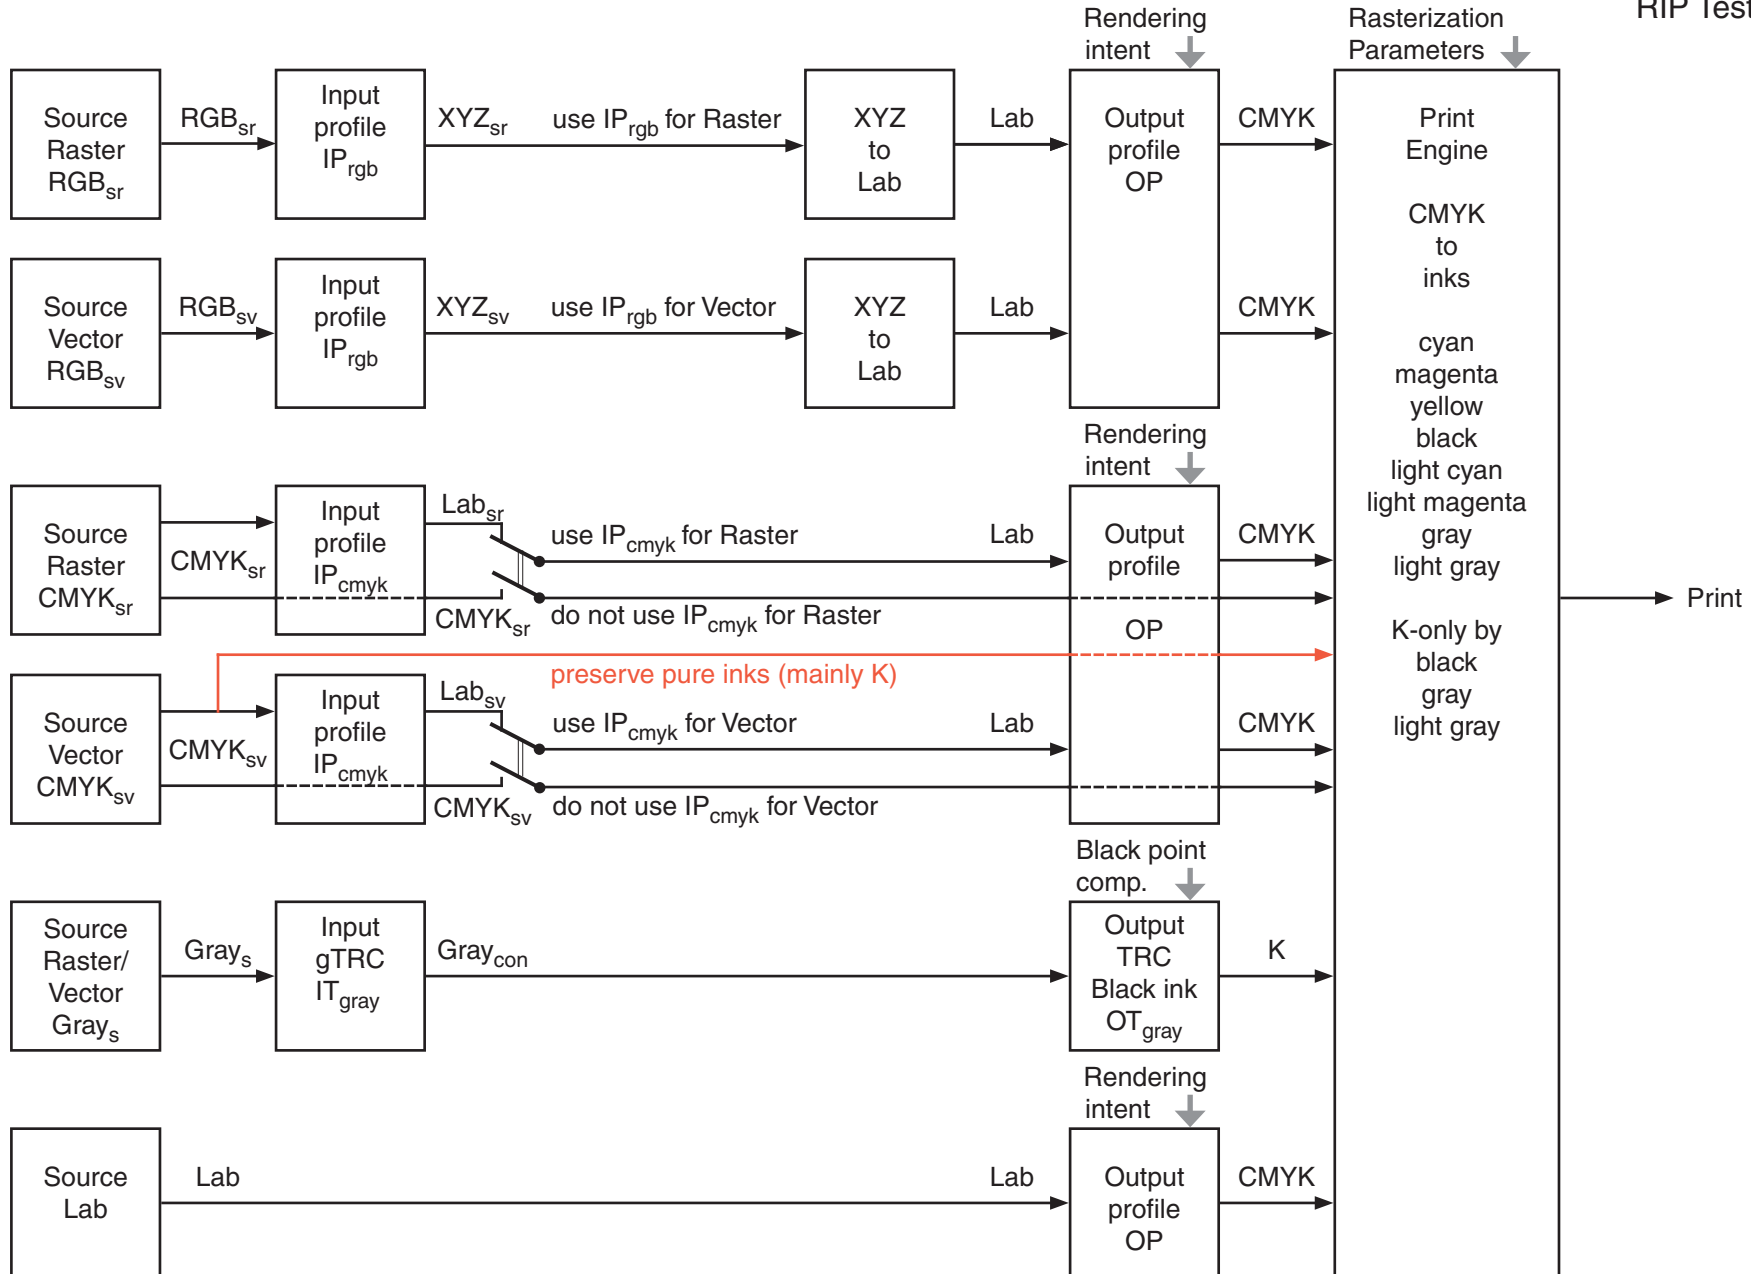 RIP Test
Rendering
intent
Rasterization
Parameters
Source
Raster
RGBsr
RGBsr
Input
profile
IPrgb
XYZsr
use IPrgb for Raster
XYZ
to
Lab
Lab
Output
profile
OP
CMYK
Print
Engine
CMYK
to
inks
cyan
magenta
yellow
black
light cyan
light magenta
gray
light gray
K-only by
black
gray
light gray
Print
Source
Vector
RGBsv
RGBsv
Input
profile
IPrgb
XYZsv
use IPrgb for Vector
XYZ
to
Lab
Lab
CMYK
Rendering
intent
Source
Raster
CMYKsr
CMYKsr
Input
profile
IPcmyk
Labsr
CMYKsr
use IPcmyk for Raster
do not use IPcmyk for Raster
Lab
Output
profile
OP
CMYK
preserve pure inks (mainly K)
Source
Vector
CMYKsv
CMYKsv
Input
profile
IPcmyk
Labsv
CMYKsv
use IPcmyk for Vector
do not use IPcmyk for Vector
Lab
CMYK
Black point
comp.
Source
Raster/
Vector
Grays
Grays
Input
gTRC
ITgray
Graycon
Output
TRC
Black ink
OTgray
K
Rendering
intent
Source
Lab
Lab
Lab
Output
profile
OP
CMYK